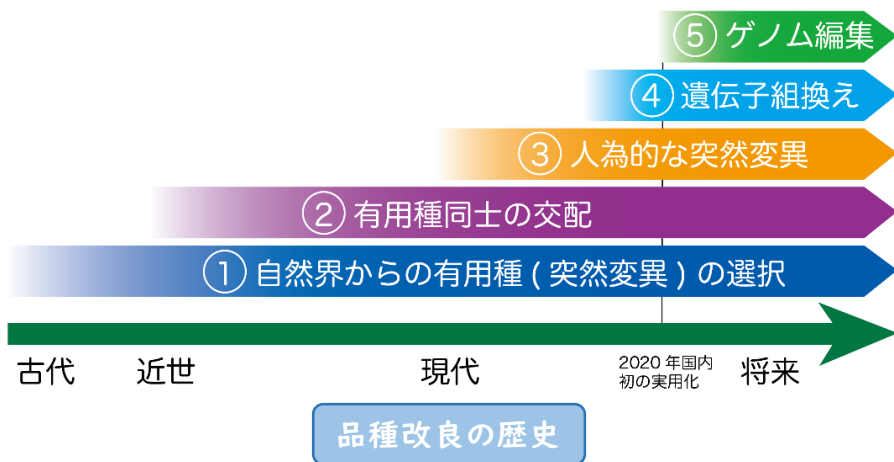 ⑤ ゲノム編集
④ 遺伝子組換え
③ 人為的な突然変異
② 有用種同士の交配
① 自然界からの有用種 ( 突然変異 ) の選択
古代
近世
現代
2020 年国内
初の実用化
将来
品種改良の歴史